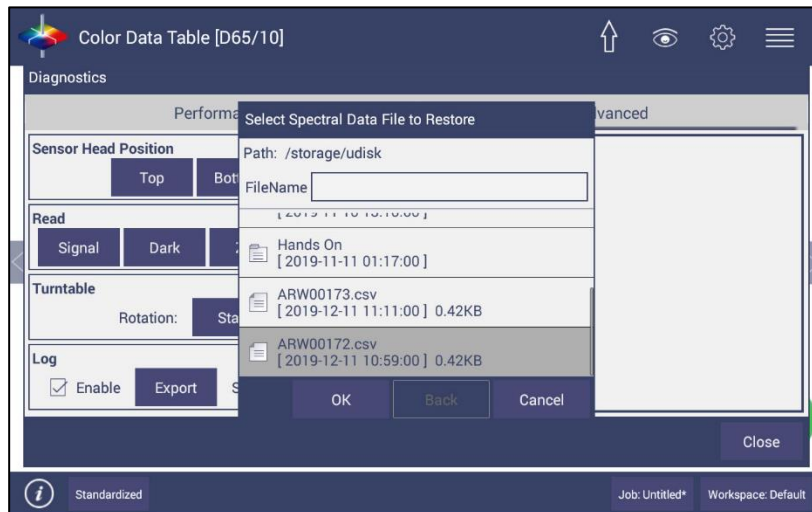 Color Data Table [D65/10]
Diagnostics
Performa
vanced
Select Spectral Data File to Restore
Path: /storage/udisk
FileName
Sensor Head Position
Top
Bot
Read
Signal
Dark
Hands On
[ 2019-11-11 01:17:00 ]
ARW00173.csv
[ 2019-12-11 11:11:00 ] 0.42KB
Turntable
Rotation:
Sta
ARW00172.csv
[ 2019-12-11 10:59:00 ] 0.42KB
Log
Enable
Export
S
OK
Back
Cancel
Close
i
Standardized
Job: Untitled*
Workspace: Default